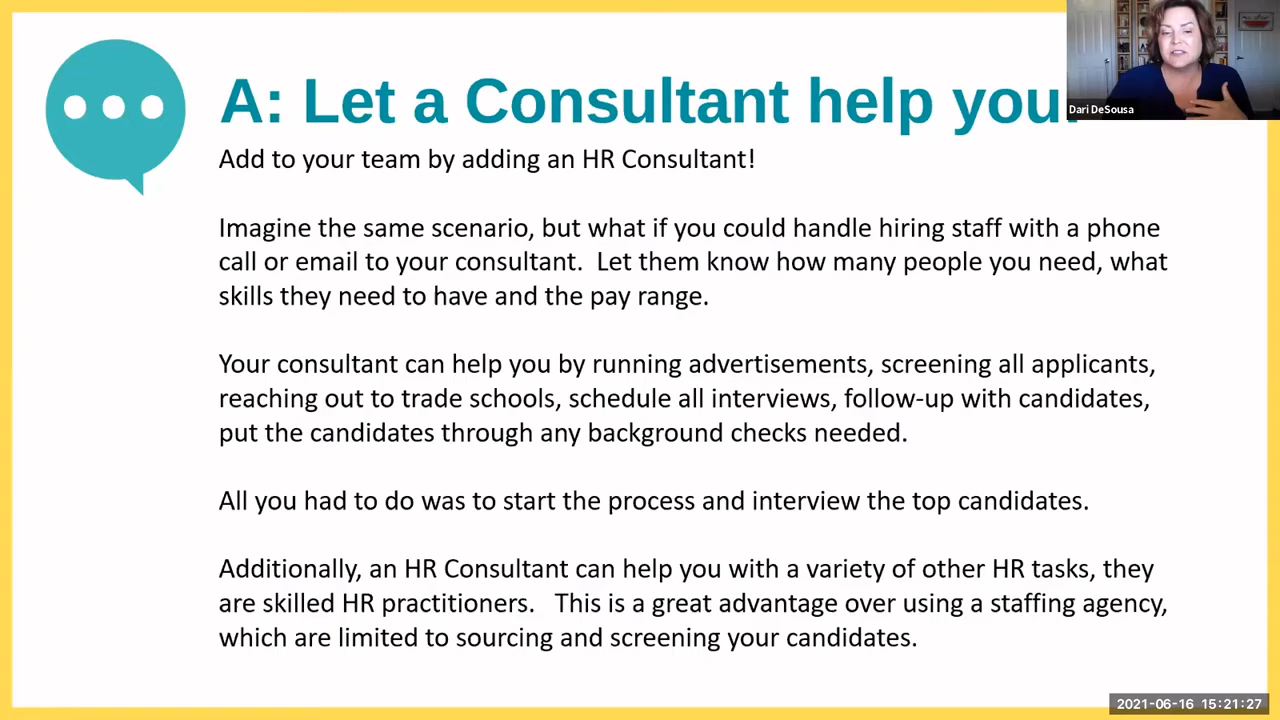 A: Let a Consultant help you.
Dari DeSousa
Add to your team by adding an HR Consultant!
Imagine the same scenario, but what if you could handle hiring staff with a phone
call or email to your consultant.  Let them know how many people you need, what
skills they need to have and the pay range.
Your consultant can help you by running advertisements, screening all applicants,
reaching out to trade schools, schedule all interviews, follow-up with candidates,
put the candidates through any background checks needed.
All you had to do was to start the process and interview the top candidates.
Additionally, an HR Consultant can help you with a variety of other HR tasks, they
are skilled HR practitioners.   This is a great advantage over using a staffing agency,
which are limited to sourcing and screening your candidates.
2021-06-16 15:21:27